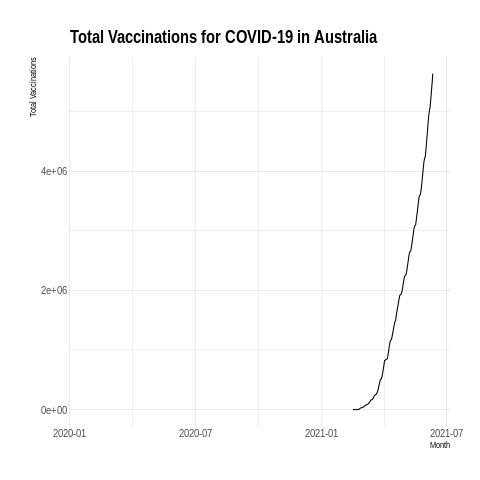 Total Vaccinations for COVID-19 in Australia
Total Vaccinations
4e+06
2e+06
0e+00
2020-01 2020-07 2021-01 2021-07
Month